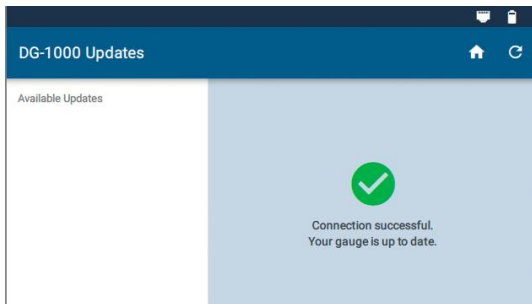 DG-1000 Updates
Available Updates
Connection successful.
Your gauge is up to date.